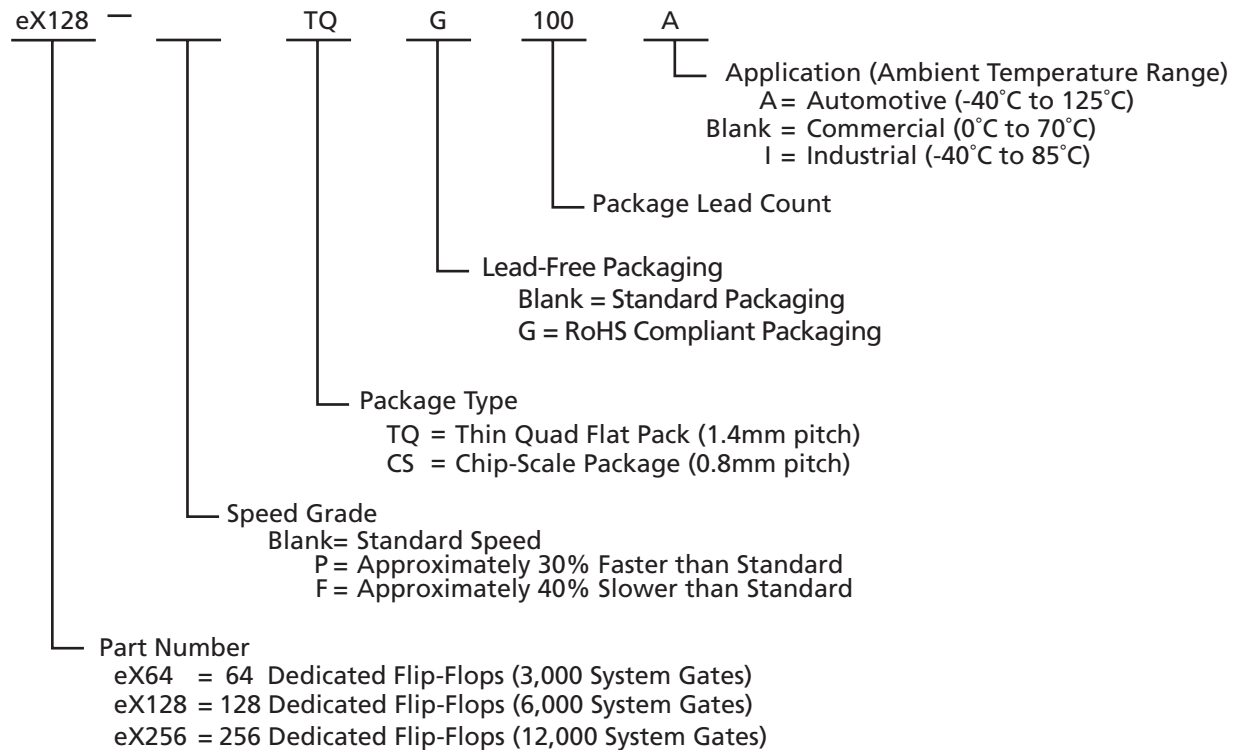 eX128 – TQ G 100 A
Application (Ambient Temperature Range)
A = Automotive (-40˚C to 125˚C)
Blank = Commercial (0˚C to 70˚C)
I = Industrial (-40˚C to 85˚C)
Package Lead Count
Lead-Free Packaging
Blank = Standard Packaging
G = RoHS Compliant Packaging
Package Type
TQ = Thin Quad Flat Pack (1.4mm pitch)
CS = Chip-Scale Package (0.8mm pitch)
Speed Grade
Blank= Standard Speed
P = Approximately 30% Faster than Standard
F = Approximately 40% Slower than Standard
Part Number
eX64 = 64 Dedicated Flip-Flops (3,000 System Gates)
eX128 = 128 Dedicated Flip-Flops (6,000 System Gates)
eX256 = 256 Dedicated Flip-Flops (12,000 System Gates)